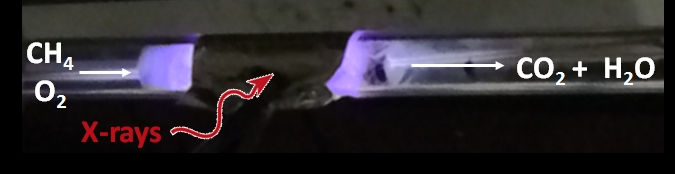 CH₄
O₂
X-rays
CO₂ + H₂O